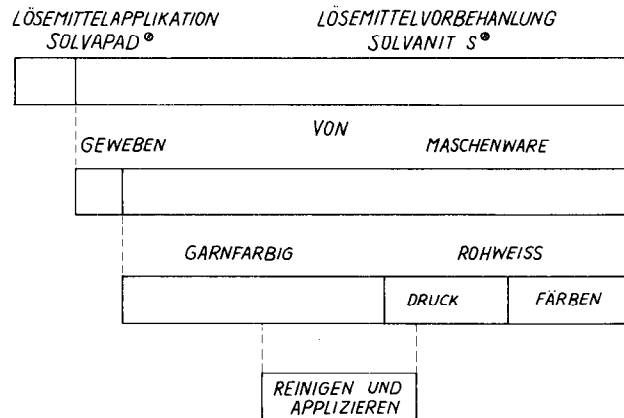 LÖSEMITTELAPPLIKATION
SOLVAPAD®
LÖSEMITTELVORBEHANLUNG
SOLVANIT S®
VON
GEWEBEN
MASCHENWARE
GARNFARBIG
ROHWEISS
DRUCK
FÄRBEN
REINIGEN UND
APPLIZIEREN